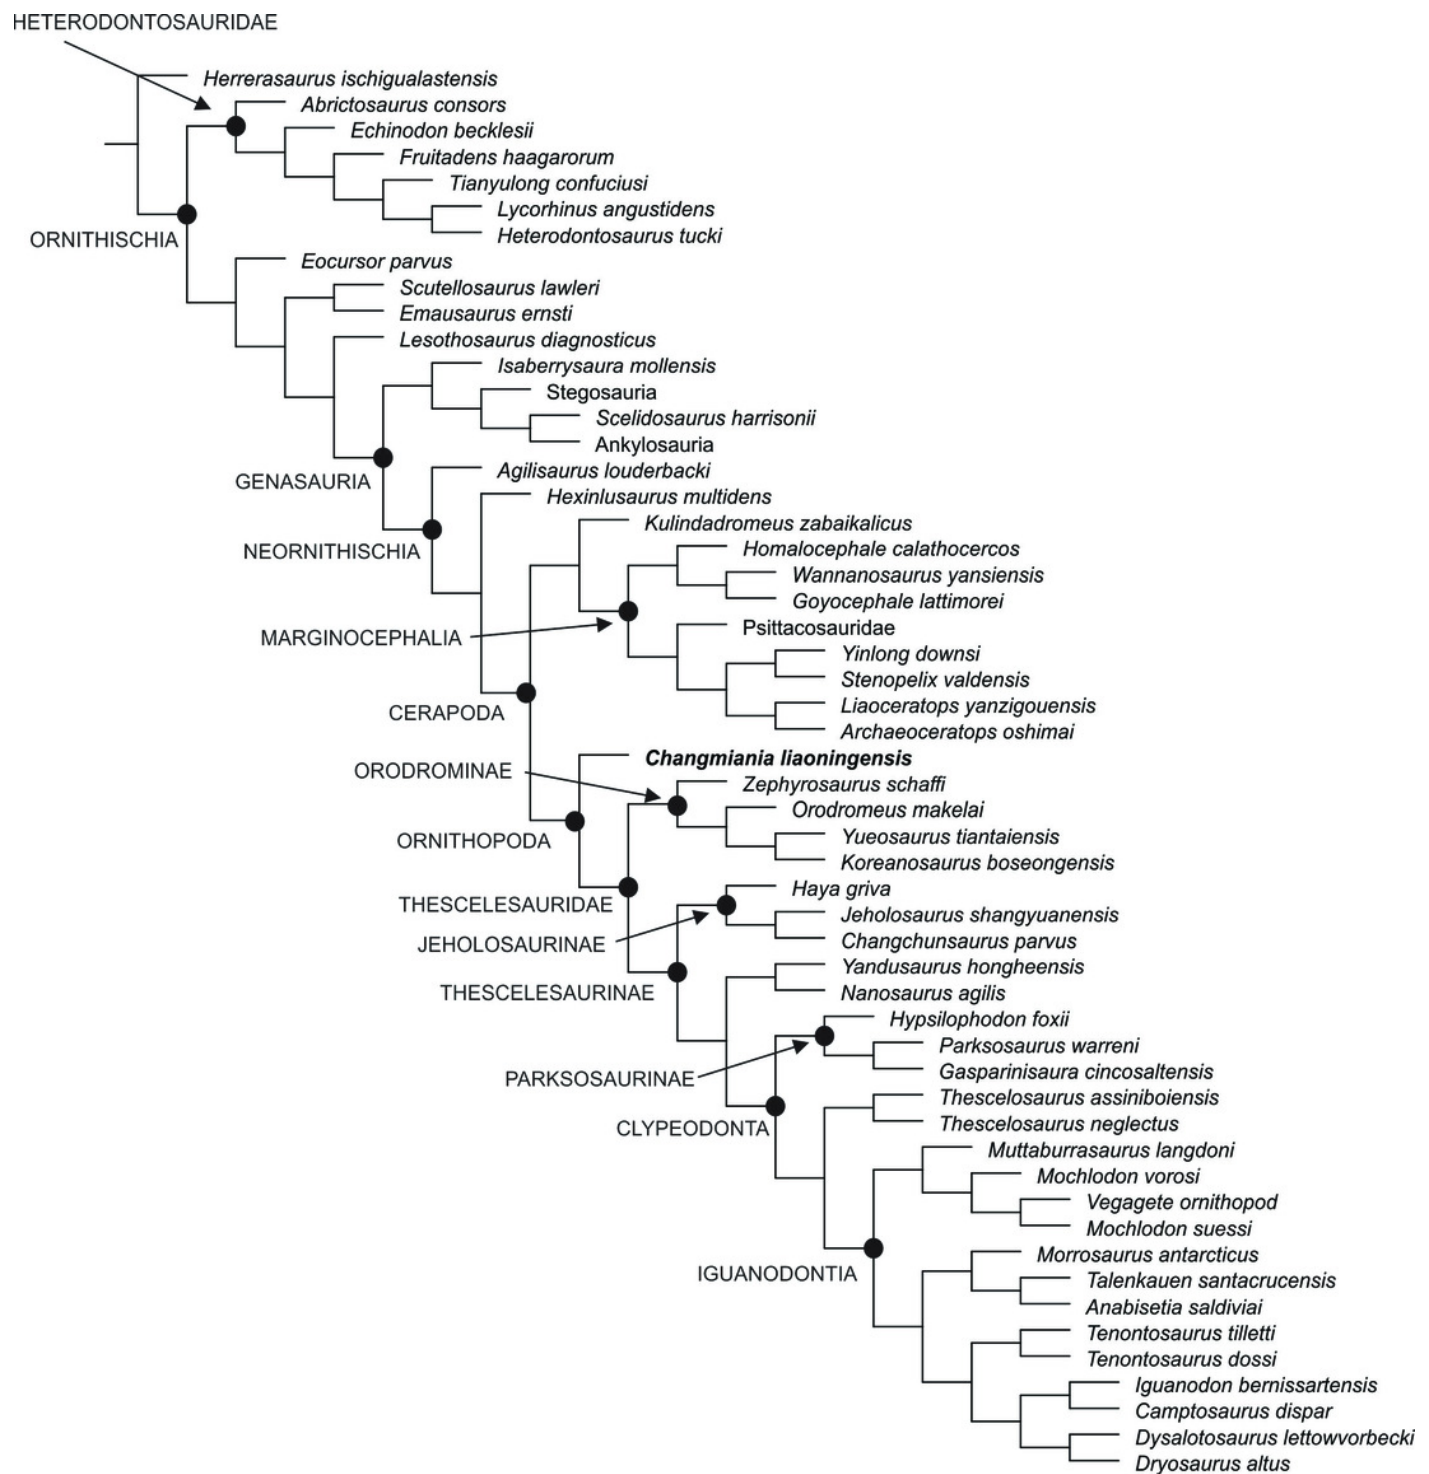 HETERODONTOSAURIDAE
Herrerasaurus ischigualastensis
Abrictosaurus consors
Echinodon becklesii
Fruitadens haagarorum
Tianyulong confuciusi
Lycorhinus angustidens
Heterodontosaurus tucki
ORNITHISCHIA
Eocursor parvus
Scutellosaurus lawleri
Emausaurus ernsti
Lesothosaurus diagnosticus
Isaberrysaura mollensis
Stegosauria
Scelidosaurus harrisonii
Ankylosauria
Agilisaurus louderbacki
GENASAURIA
Hexinlusaurus multidens
Kulindadromeus zabaikalicus
NEORNITHISCHIA
Homalocephale calathocercos
Wannanosaurus yansiensis
Goyocephale lattimorei
Psittacosauridae
MARGINOCEPHALIA
Yinlong downsi
Stenopelix valdensis
Liaoceratops yanzigouensis
CERAPODA
Archaeoceratops oshimai
Changmiania liaoningensis
ORODROMINAE
Zephyrosaurus schaffi
Orodromeus makelai
Yueosaurus tiantaiensis
ORNITHOPODA
Koreanosaurus boseongensis
Haya griva
THESCELESAURIDAE
Jeholosaurus shangyuanensis
JEHOLOSAURINAE
Changchunsaurus parvus
Yandusaurus hongheensis
THESCELESAURINAE
Nanosaurus agilis
Hypsilophodon foxii
Parksosaurus warreni
Gasparinisaura cincosaltensis
PARKSOSAURINAE
Thescelosaurus assiniboiensis
Thescelosaurus neglectus
CLYPEODONTA
Muttaburrasaurus langdoni
Mochlodon vorosi
Vegagete ornithopod
Mochlodon suessi
Morrosaurus antarcticus
IGUANODONTIA
Talenkauen santacrucensis
Anabisetia saldiviai
Tenontosaurus tilletti
Tenontosaurus dossi
Iguanodon bernissartensis
Camptosaurus dispar
Dysalotosaurus lettowvorbecki
Dryosaurus altus